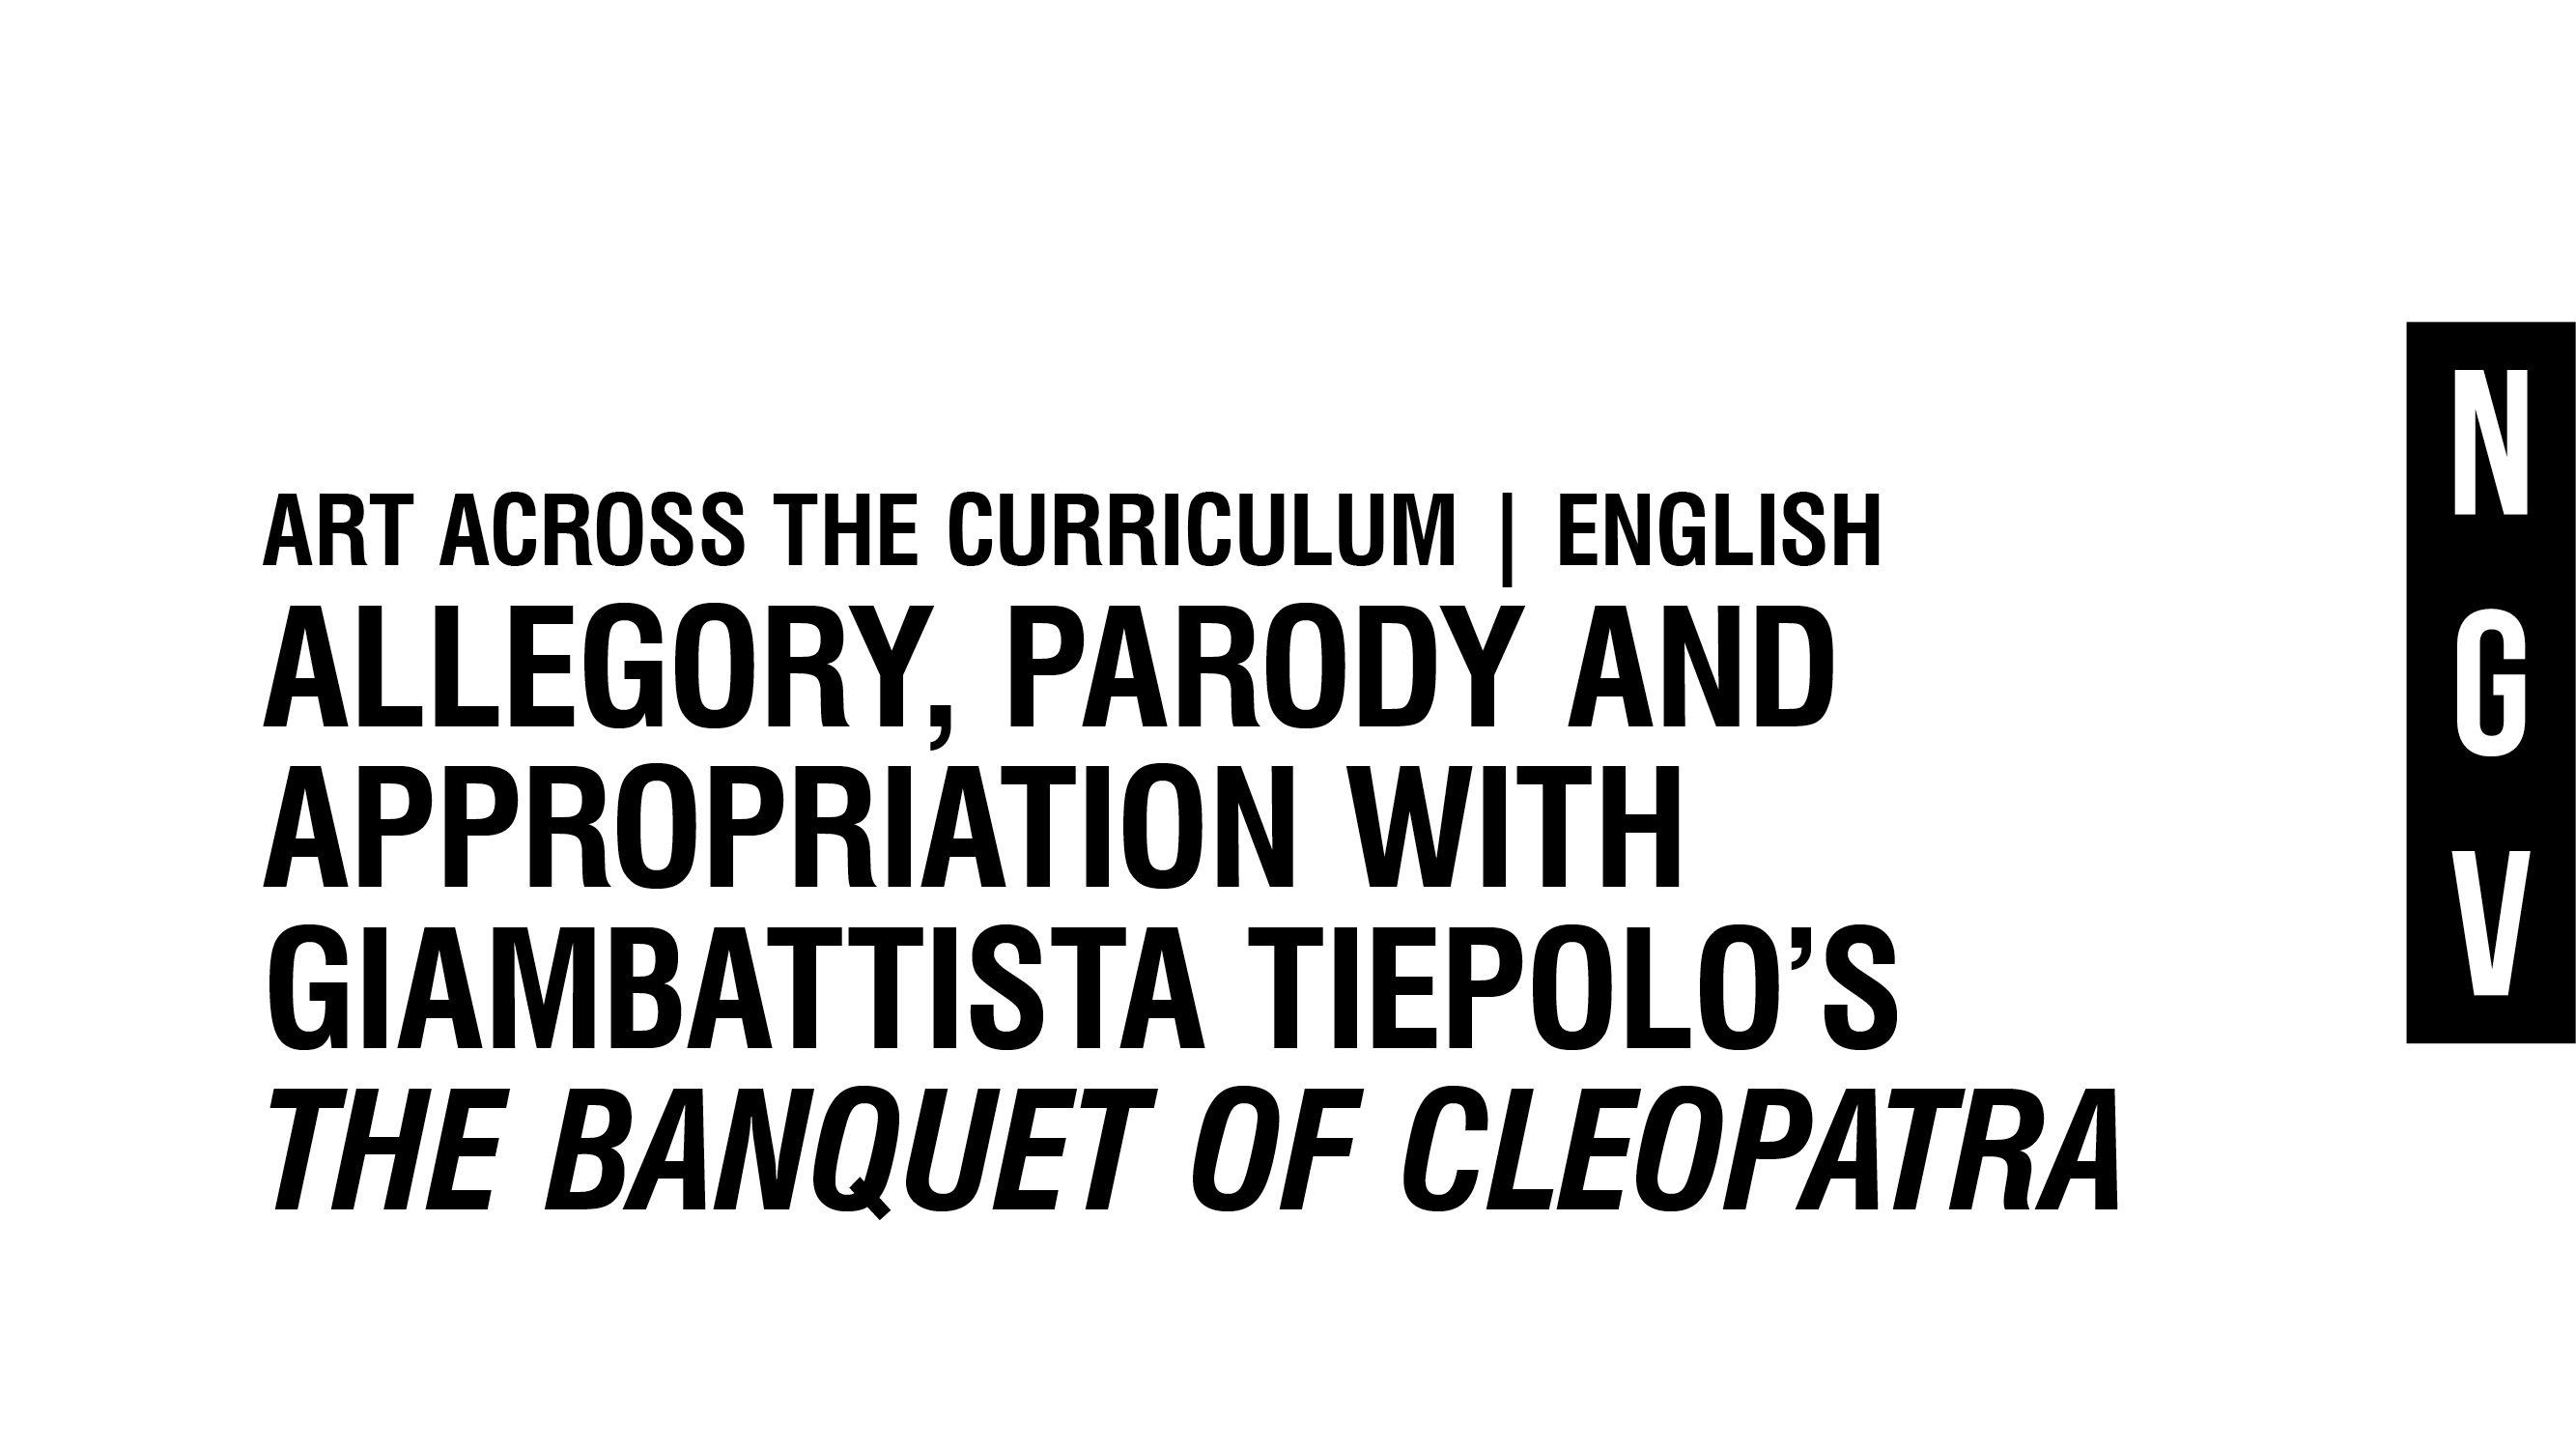 ART ACROSS THE CURRICULUM | ENGLISH
ALLEGORY, PARODY AND
APPROPRIATION WITH
GIAMBATTISTA TIEPOLO’S
THE BANQUET OF CLEOPATRA
N
G
V